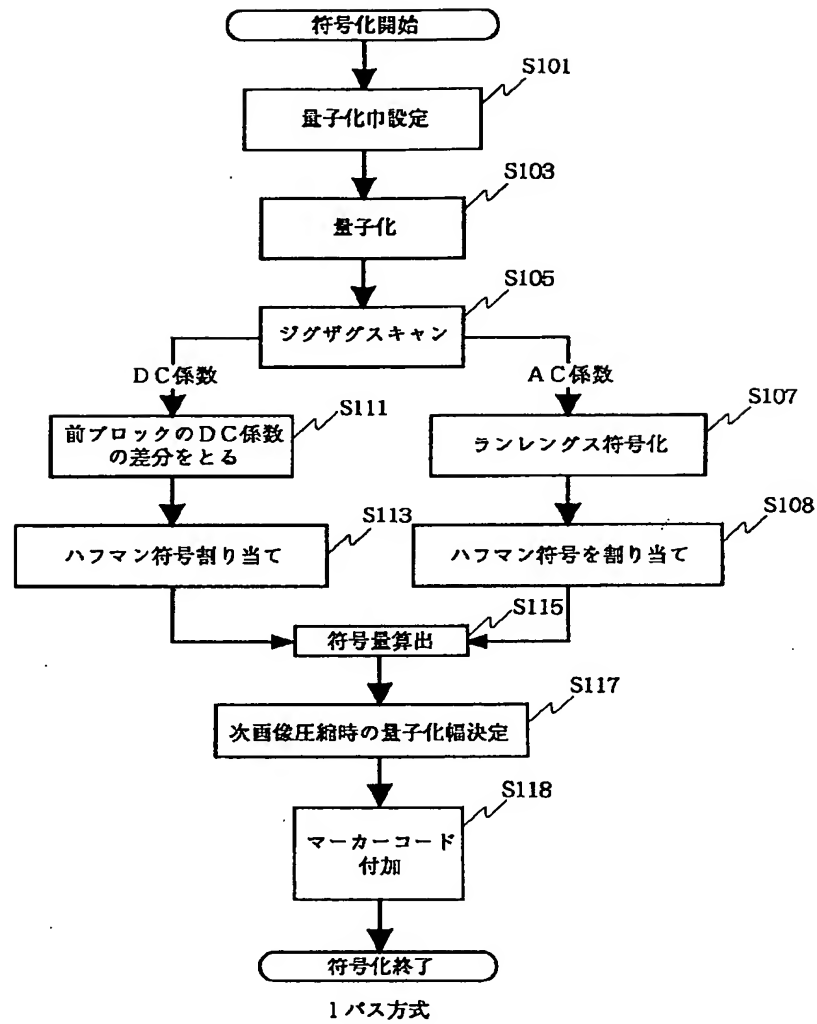 符号化開始
S101
量子化巾設定
S103
量子化
S105
ジグザグスキャン
DC係数
AC係数
S111
前ブロックのDC係数
の差分をとる
S107
ランレングス符号化
S113
ハフマン符号割り当て
S108
ハフマン符号を割り当て
S115
符号量算出
S117
次画像圧縮時の量子化幅決定
S118
マーカーコード
付加
符号化終了
1パス方式